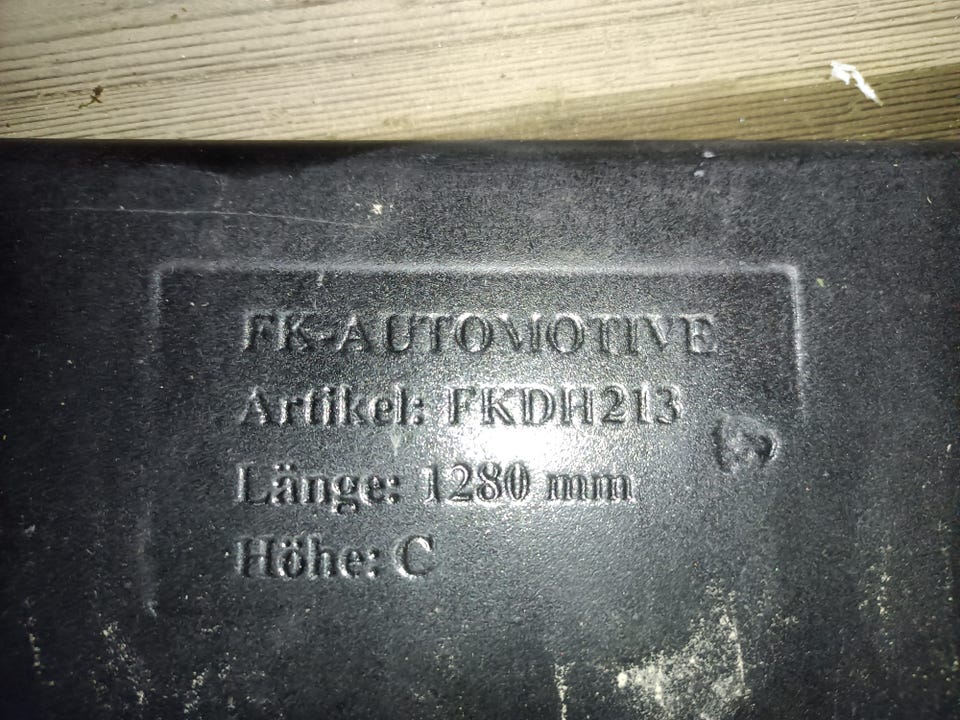 FK-AUTOMOTIVE
Artikel: FKDH213
Länge: 1280 mm
Höhe: C